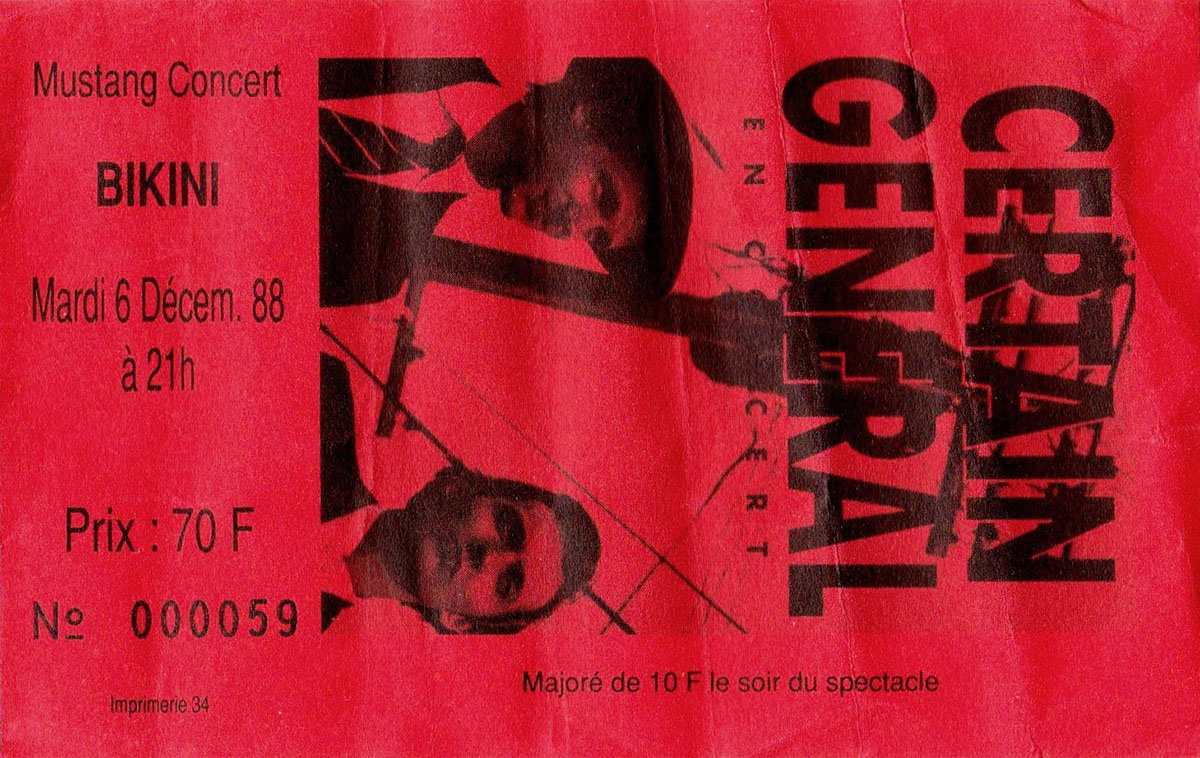 Mustang Concert
BIKINI
Mardi 6 Décem. 88
à 21h
Prix : 70 F
Nº 000059
Imprimerie 34
CERTAIN
GENERAL
EN CONCERT
Majoré de 10 F le soir du spectacle